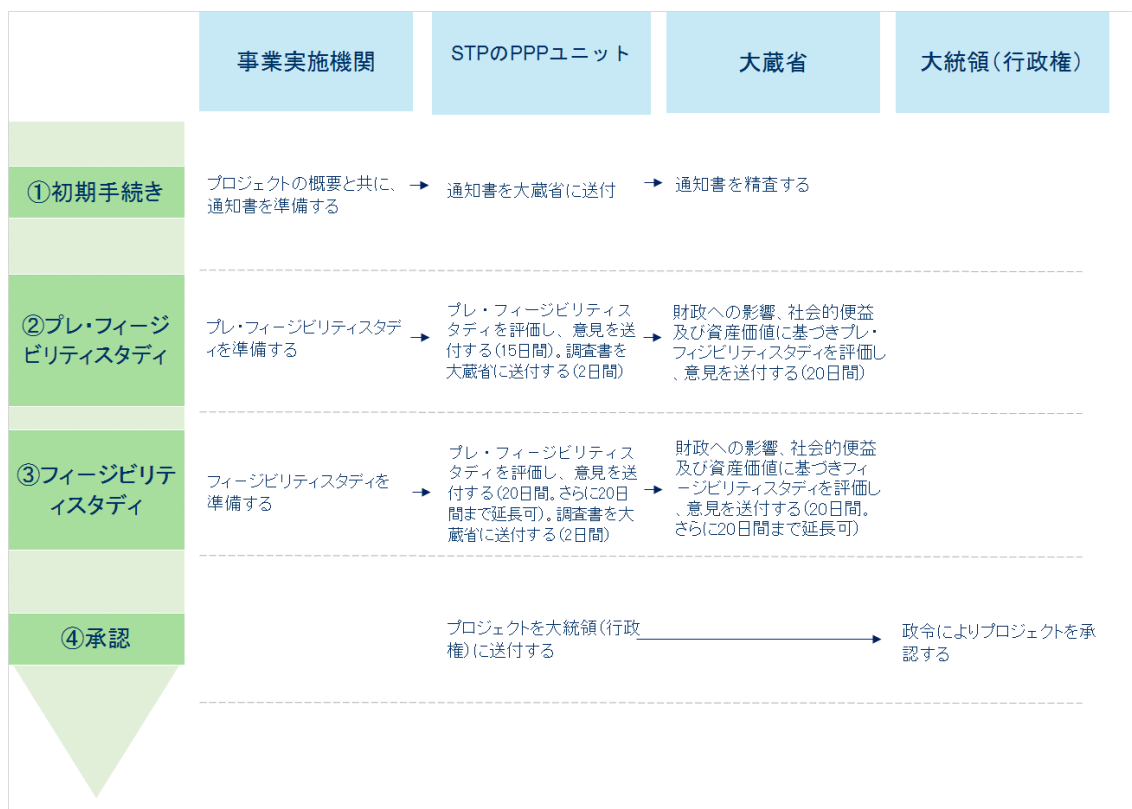 事業実施機関
STPのPPPユニット
大蔵省
大統領(行政権)
①初期手続き
プロジェクトの概要と共に、
通知書を準備する
通知書を大蔵省に送付
通知書を精査する
②プレ・フィージ
ビリティスタディ
プレ・フィージビリティスタデ
ィを準備する
プレ・フィージビリティス
タディを評価し、意見を送
付する(15日間)。調査書を
大蔵省に送付する(2日間)
財政への影響、社会的便益
及び資産価値に基づきプレ・
フィジビリティスタディを評価し
、意見を送付する(20日間)
③フィージビリテ
ィスタディ
フィージビリティスタディを
準備する
プレ・フィージビリティス
タディを評価し、意見を送
付する(20日間。さらに20日
間まで延長可)。調査書を大
蔵省に送付する(2日間)
財政への影響、社会的便益
及び資産価値に基づきフィ
ージビリティスタディを評価し
、意見を送付する(20日間。
さらに20日間まで延長可)
④承認
プロジェクトを大統領(行政
権)に送付する
政令によりプロジェクトを承
認する